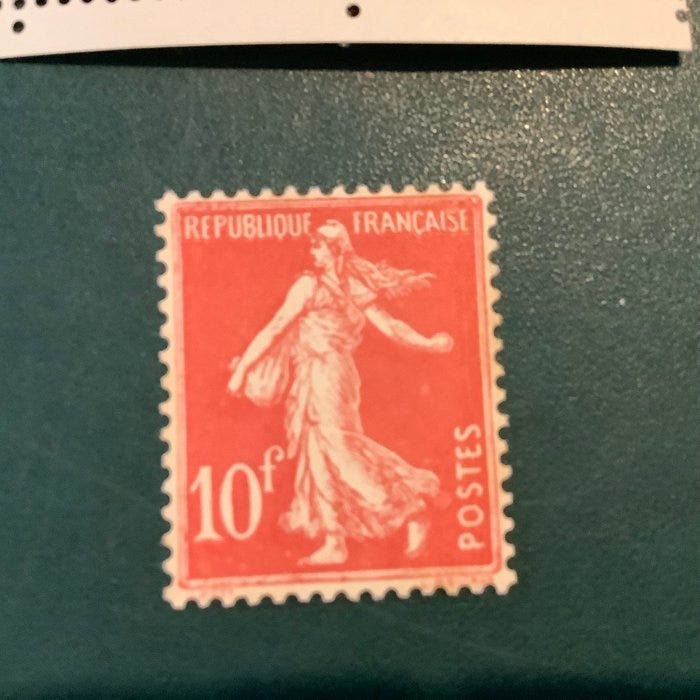 REPUBLIQUE FRANÇAISE
10f
POSTES